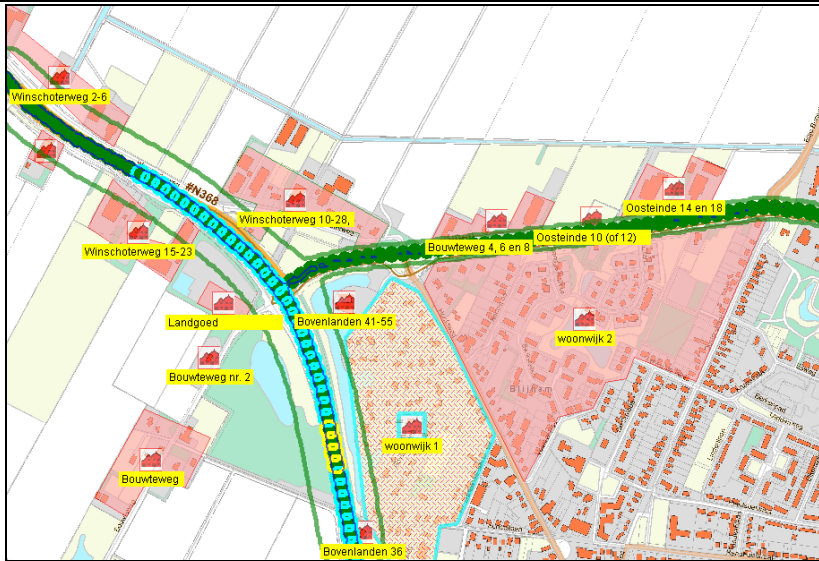 Winschoterweg 2-6
#N368
Winschoterweg 10-28,
Oosteinde 14 en 18
Winschoterweg 15-23
Oosteinde 10 (of 12)
Bouwteweg 4, 6 en 8
Landgoed
Bovenlanden 41-55
woonwijk 2
Bouwteweg nr. 2
Blijham
woonwijk 1
Bouwteweg
Bovenlanden 36